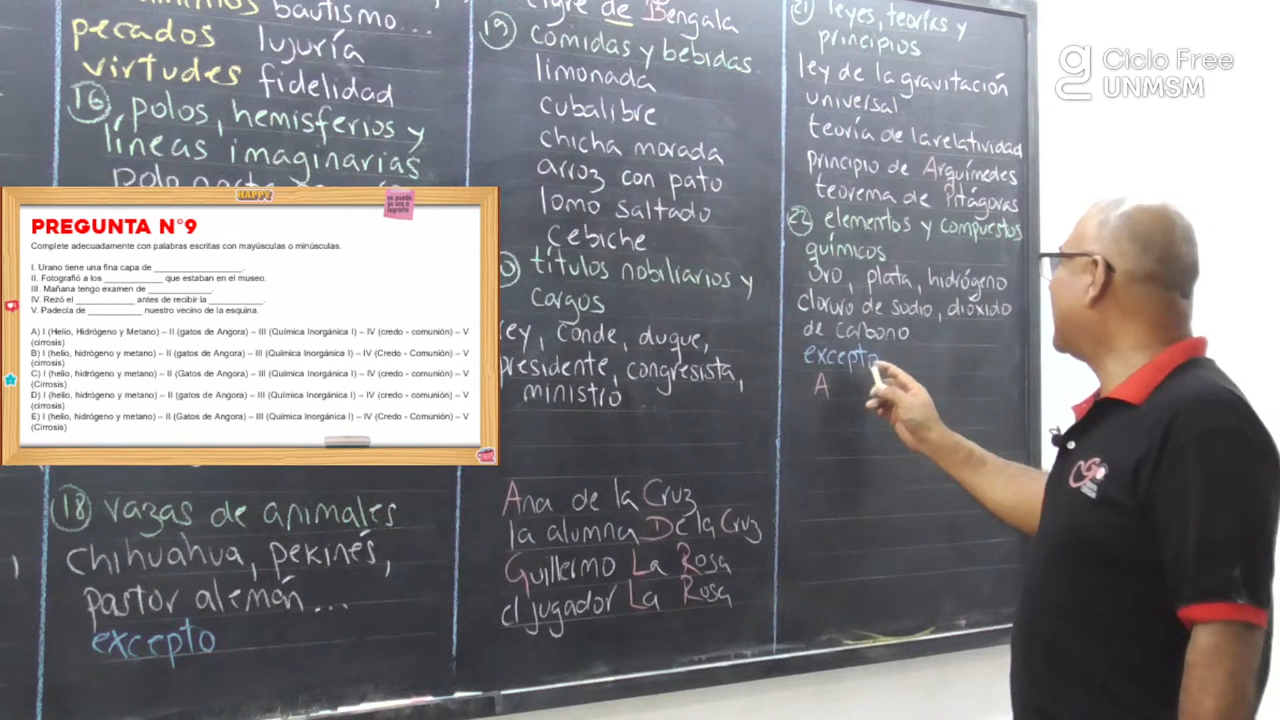 bautismo...
pecados lujuría
virtudes fidelidad
16 , polos, hemisferios y
líneas imaginarias
18 razas de animales
chihuahua, pekinés,
pastor alemán...
excepto
tigre de Bengala
19 comidas y bebidas
limonada
cubalibre
chicha morada
arroz con pato
lomo saltado
cebiche
títulos nobiliarios y
cargos
rey, conde, duque,
presidente, congresista,
ministro
Ana de la Cruz
la alumna De la Cruz
Guillermo La Rosa
el jugador La Rosa
21 leyes, teorías y
principios
ley de la gravitación
universal
teoría de la relatividad
principio de Arquímedes
teorema de Pitágoras
22 elementos y compuestos
químicos
oro, plata, hidrógeno
cloruro de sodio, dióxido
de carbono
excepto
A
HAPPY
PREGUNTA N°9
Complete adecuadamente con palabras escritas con mayúsculas o minúsculas.
I. Urano tiene una fina capa de ____________________.
II. Fotografió a los _____________ que estaban en el museo.
III. Mañana tengo examen de ______________.
IV. Rezó el _____________ antes de recibir la ____________.
V. Padecía de ____________ nuestro vecino de la esquina.
A) I (Helio, Hidrógeno y Metano) – II (gatos de Angora) – III (Química Inorgánica I) – IV (credo - comunión) – V
(cirrosis)
B) I (helio, hidrógeno y metano) – II (gatos de Angora) – III (Química Inorgánica I) – IV (Credo - Comunión) – V
(cirrosis)
C) I (helio, hidrógeno y metano) – II (Gatos de Angora) – III (Química Inorgánica I) – IV (credo - comunión) – V
(Cirrosis)
D) I (helio, hidrógeno y metano) – II (gatos de Angora) – III (Química Inorgánica I) – IV (credo - comunión) – V
(cirrosis)
E) I (helio, hidrógeno y metano) – II (Gatos de Angora) – III (Química Inorgánica I) – IV (Credo - Comunión) – V
(Cirrosis)
Ciclo Free
UNMSM